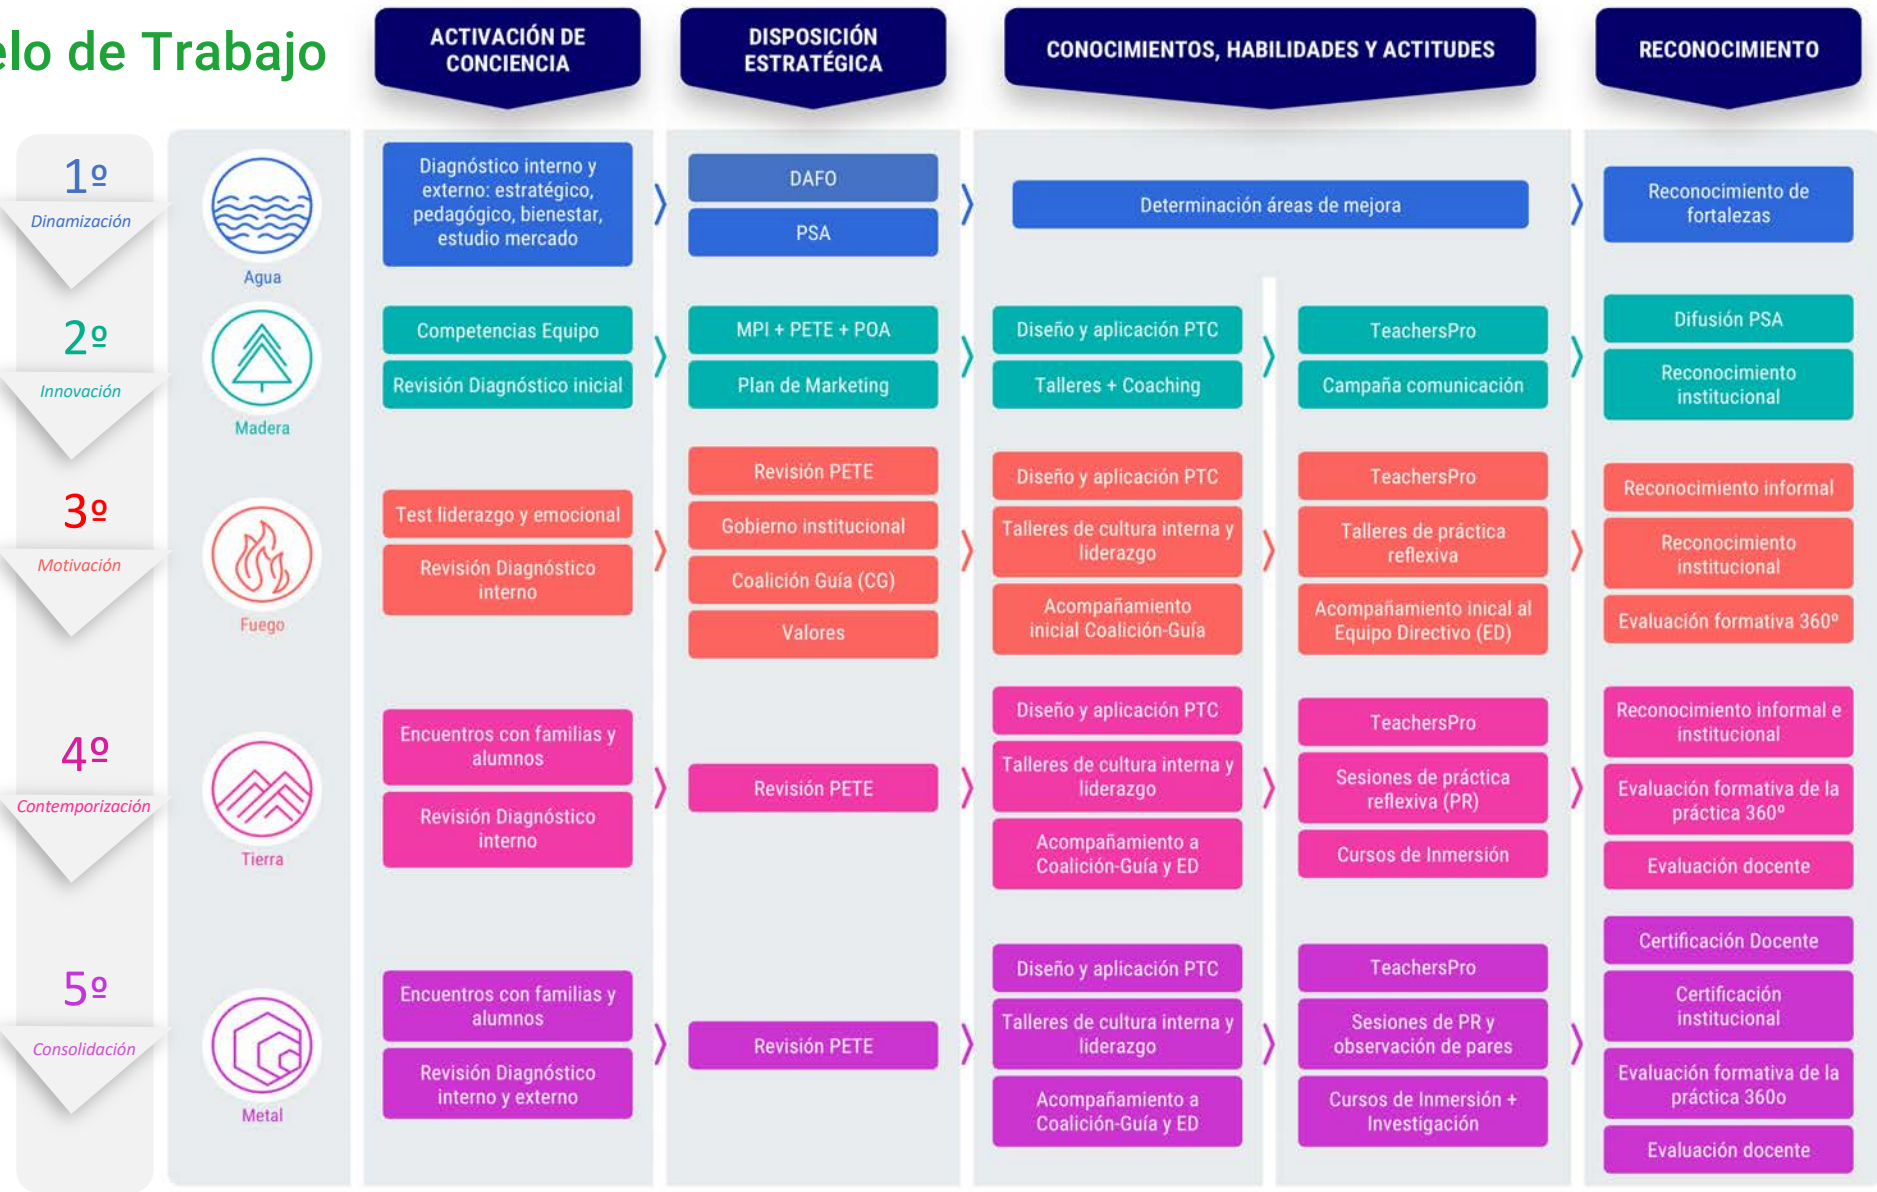 elo de Trabajo
ACTIVACIÓN DE
CONCIENCIA
DISPOSICIÓN
ESTRATÉGICA
CONOCIMIENTOS, HABILIDADES Y ACTITUDES
RECONOCIMIENTO
1º
Dinamización
Agua
Diagnóstico interno y
externo: estratégico,
pedagógico, bienestar,
estudio mercado
DAFO
PSA
Determinación áreas de mejora
Reconocimiento de
fortalezas
2º
Innovación
Madera
Competencias Equipo
Revisión Diagnóstico inicial
MPI + PETE + POA
Plan de Marketing
Diseño y aplicación PTC
Talleres + Coaching
TeachersPro
Campaña comunicación
Difusión PSA
Reconocimiento
institucional
3º
Motivación
Fuego
Test liderazgo y emocional
Revisión Diagnóstico
interno
Revisión PETE
Gobierno institucional
Coalición Guía (CG)
Valores
Diseño y aplicación PTC
Talleres de cultura interna y
liderazgo
Acompañamiento
inicial Coalición-Guía
TeachersPro
Talleres de práctica
reflexiva
Acompañamiento inical al
Equipo Directivo (ED)
Reconocimiento informal
Reconocimiento
institucional
Evaluación formativa 360º
4º
Contemporización
Tierra
Encuentros con familias y
alumnos
Revisión Diagnóstico
interno
Revisión PETE
Diseño y aplicación PTC
Talleres de cultura interna y
liderazgo
Acompañamiento a
Coalición-Guía y ED
TeachersPro
Sesiones de práctica
reflexiva (PR)
Cursos de Inmersión
Reconocimiento informal e
institucional
Evaluación formativa de la
práctica 360º
Evaluación docente
5º
Consolidación
Metal
Encuentros con familias y
alumnos
Revisión Diagnóstico
interno y externo
Revisión PETE
Diseño y aplicación PTC
Talleres de cultura interna y
liderazgo
Acompañamiento a
Coalición-Guía y ED
TeachersPro
Sesiones de PR y
observación de pares
Cursos de Inmersión +
Investigación
Certificación Docente
Certificación
institucional
Evaluación formativa de la
práctica 360o
Evaluación docente